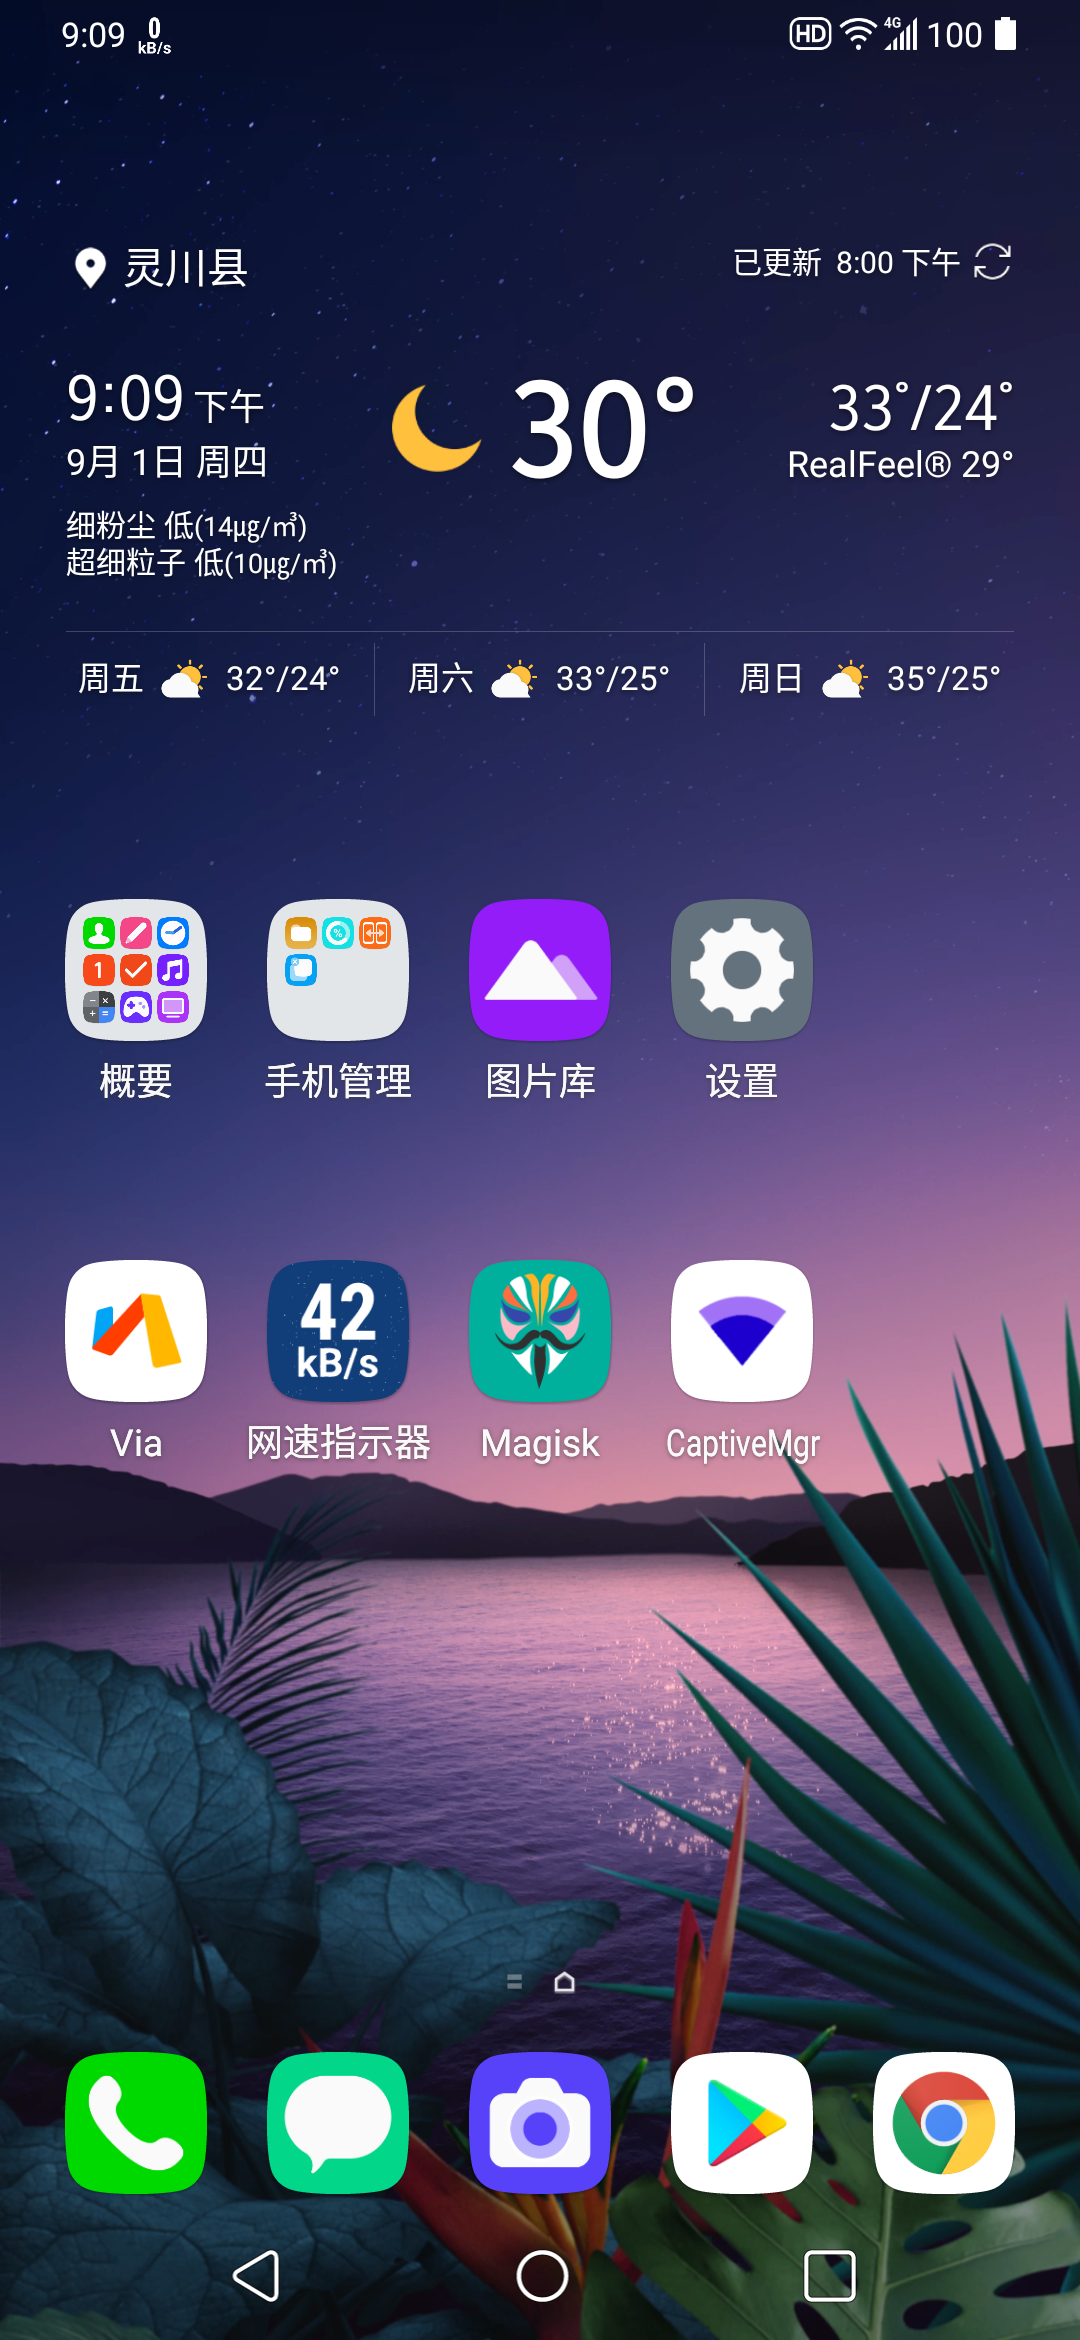 9:09 0 kB/s HD 4G 100
灵川县 已更新 8:00 下午
9:09 下午 30° 33°/24°
9月 1日 周四 RealFeel® 29°
细粉尘 低(14㎍/㎥)
超细粒子 低(10㎍/㎥)
周五 32°/24° 周六 33°/25° 周日 35°/25°
1 %
概要 手机管理 图片库 设置
42
kB/s
Via 网速指示器 Magisk CaptiveMgr